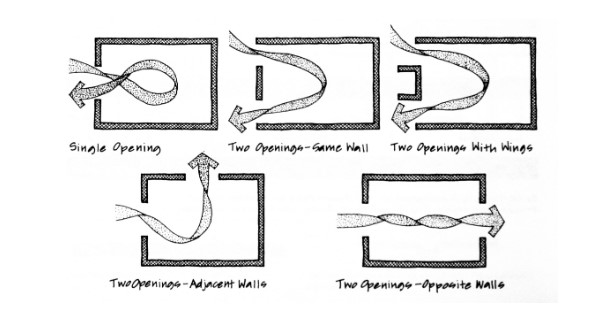 Single Opening
Two Openings-Same Wall
Two Openings With Wings
Two Openings-Adjacent Walls
Two Openings-Opposite Walls